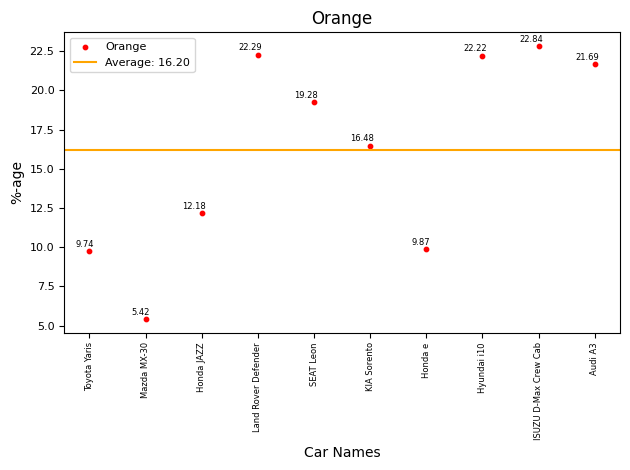 Orange
Orange
Average: 16.20
%-age
22.5
20.0
17.5
15.0
12.5
10.0
7.5
5.0
9.74
5.42
12.18
22.29
19.28
16.48
9.87
22.22
22.84
21.69
Toyota Yaris
Mazda MX-30
Honda JAZZ
Land Rover Defender
SEAT Leon
KIA Sorento
Honda e
Hyundai i10
ISUZU D-Max Crew Cab
Audi A3
Car Names